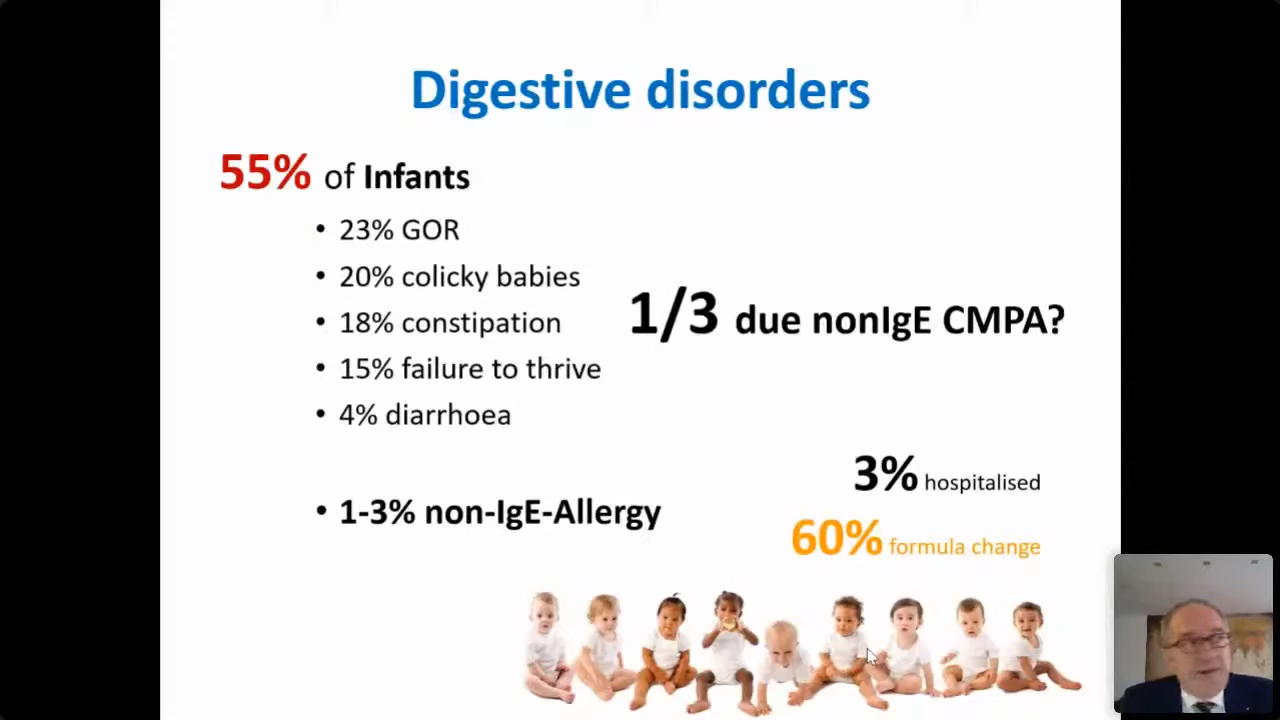 Digestive disorders
55% of Infants
• 23% GOR
• 20% colicky babies
• 18% constipation
• 15% failure to thrive
• 4% diarrhoea
1/3 due nonIgE CMPA?
• 1-3% non-IgE-Allergy
3% hospitalised
60% formula change